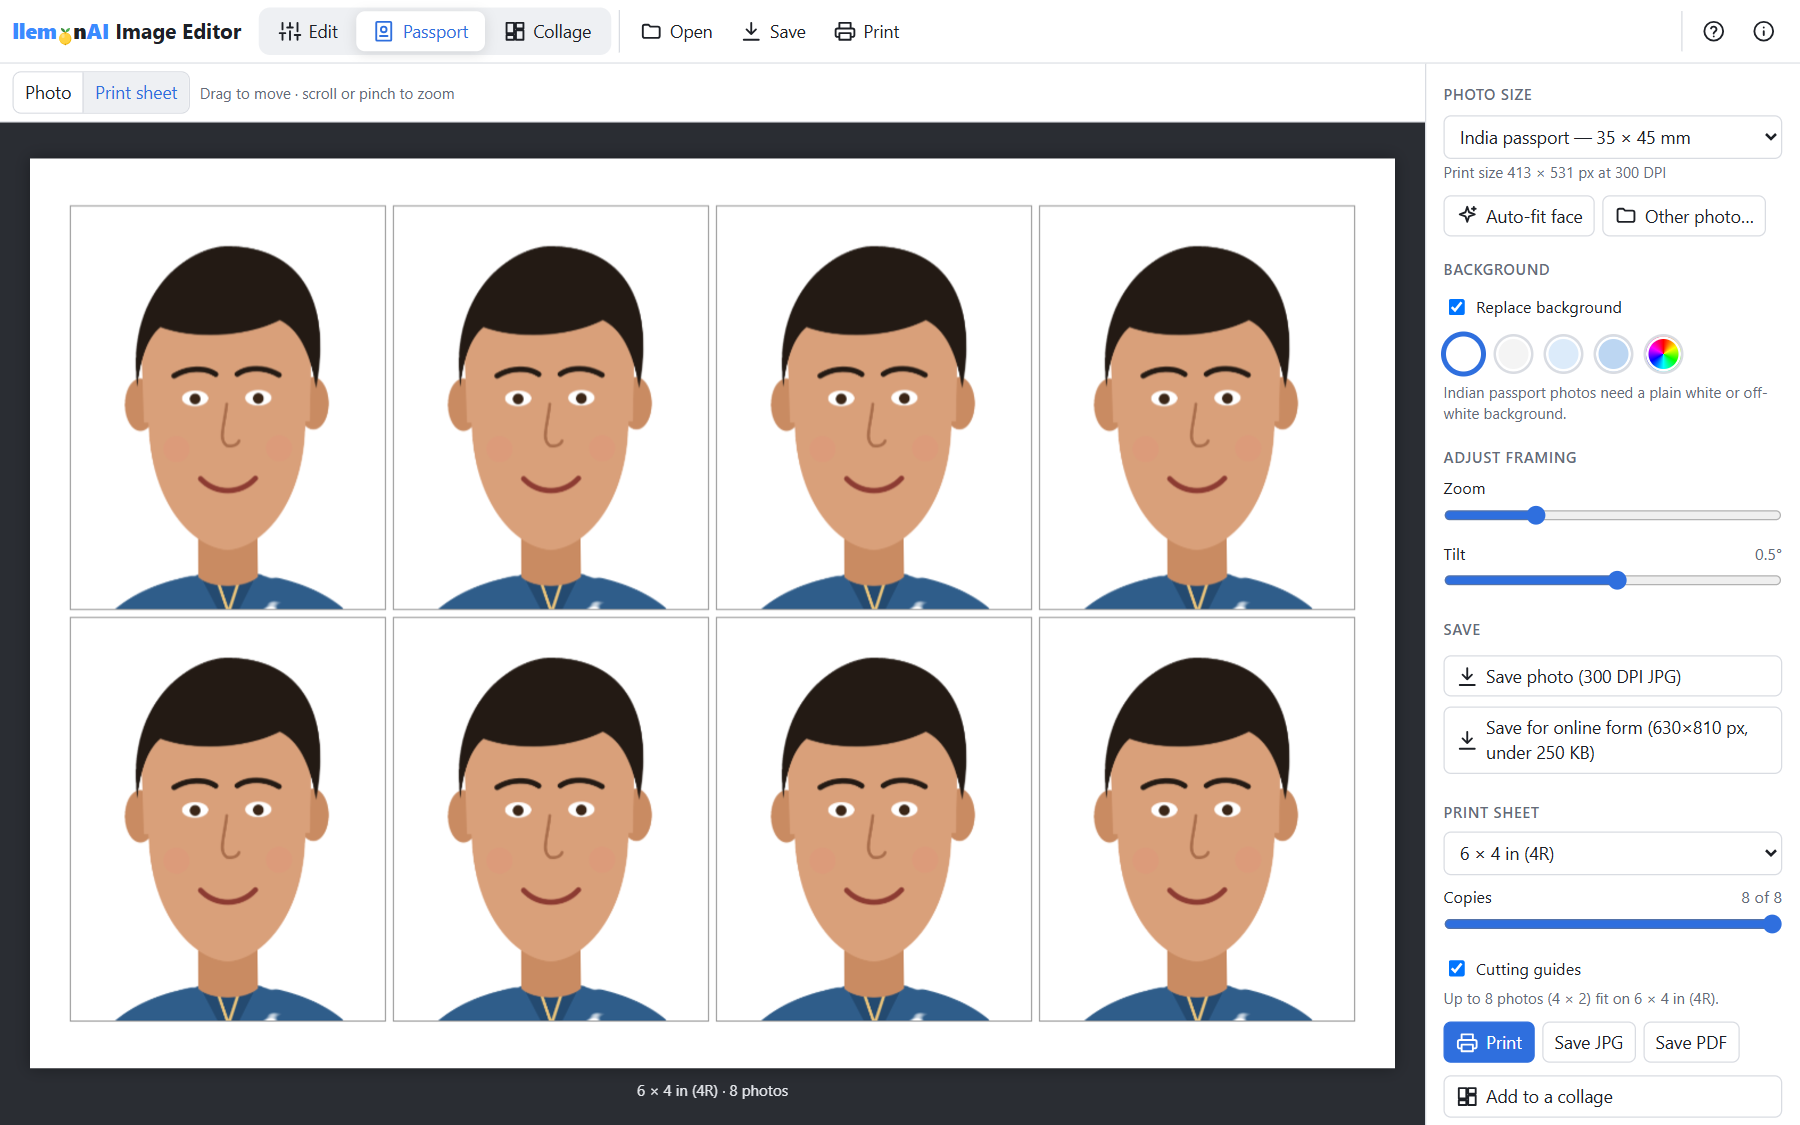 llemonAI Image Editor
Edit
Passport
Collage
Open
Save
Print
Photo
Print sheet
Drag to move · scroll or pinch to zoom
6 × 4 in (4R) · 8 photos
PHOTO SIZE
India passport — 35 × 45 mm
Print size 413 × 531 px at 300 DPI
Auto-fit face
Other photo...
BACKGROUND
Replace background
Indian passport photos need a plain white or off-
white background.
ADJUST FRAMING
Zoom
Tilt 0.5°
SAVE
Save photo (300 DPI JPG)
Save for online form (630×810 px,
under 250 KB)
PRINT SHEET
6 × 4 in (4R)
Copies 8 of 8
Cutting guides
Up to 8 photos (4 × 2) fit on 6 × 4 in (4R).
Print
Save JPG
Save PDF
Add to a collage